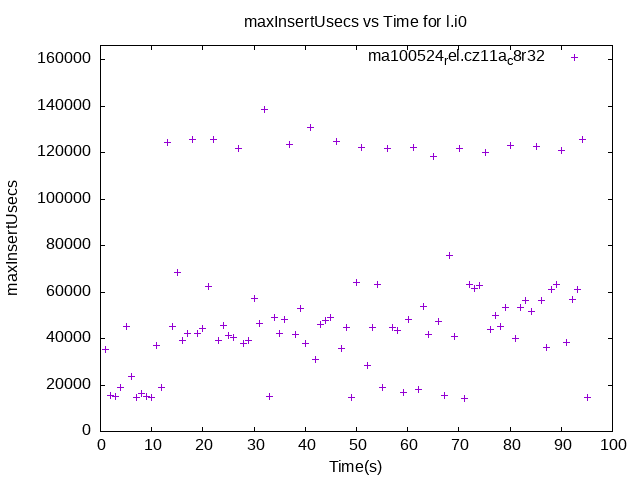 maxInsertUsecs vs Time for l.i0
ma100524rel.cz11ac8r32
160000
140000
120000
100000
80000
60000
40000
20000
0
maxInsertUsecs
0 10 20 30 40 50 60 70 80 90 100
Time(s)